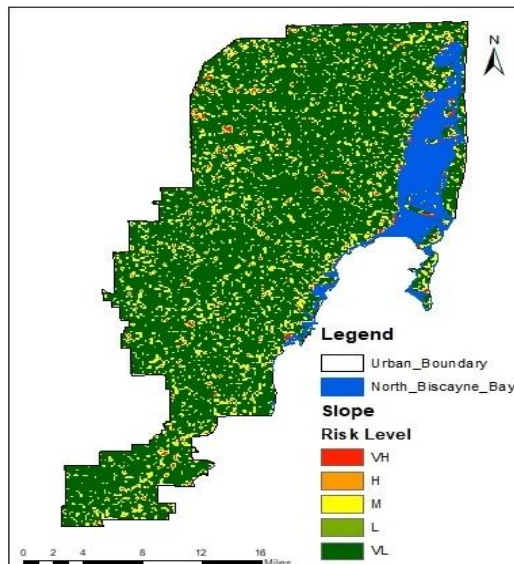 N
Legend
Urban_Boundary
North_Biscayne_Bay
Slope
Risk Level
VH
H
M
L
VL
0 2 4 8 12 16
Miles